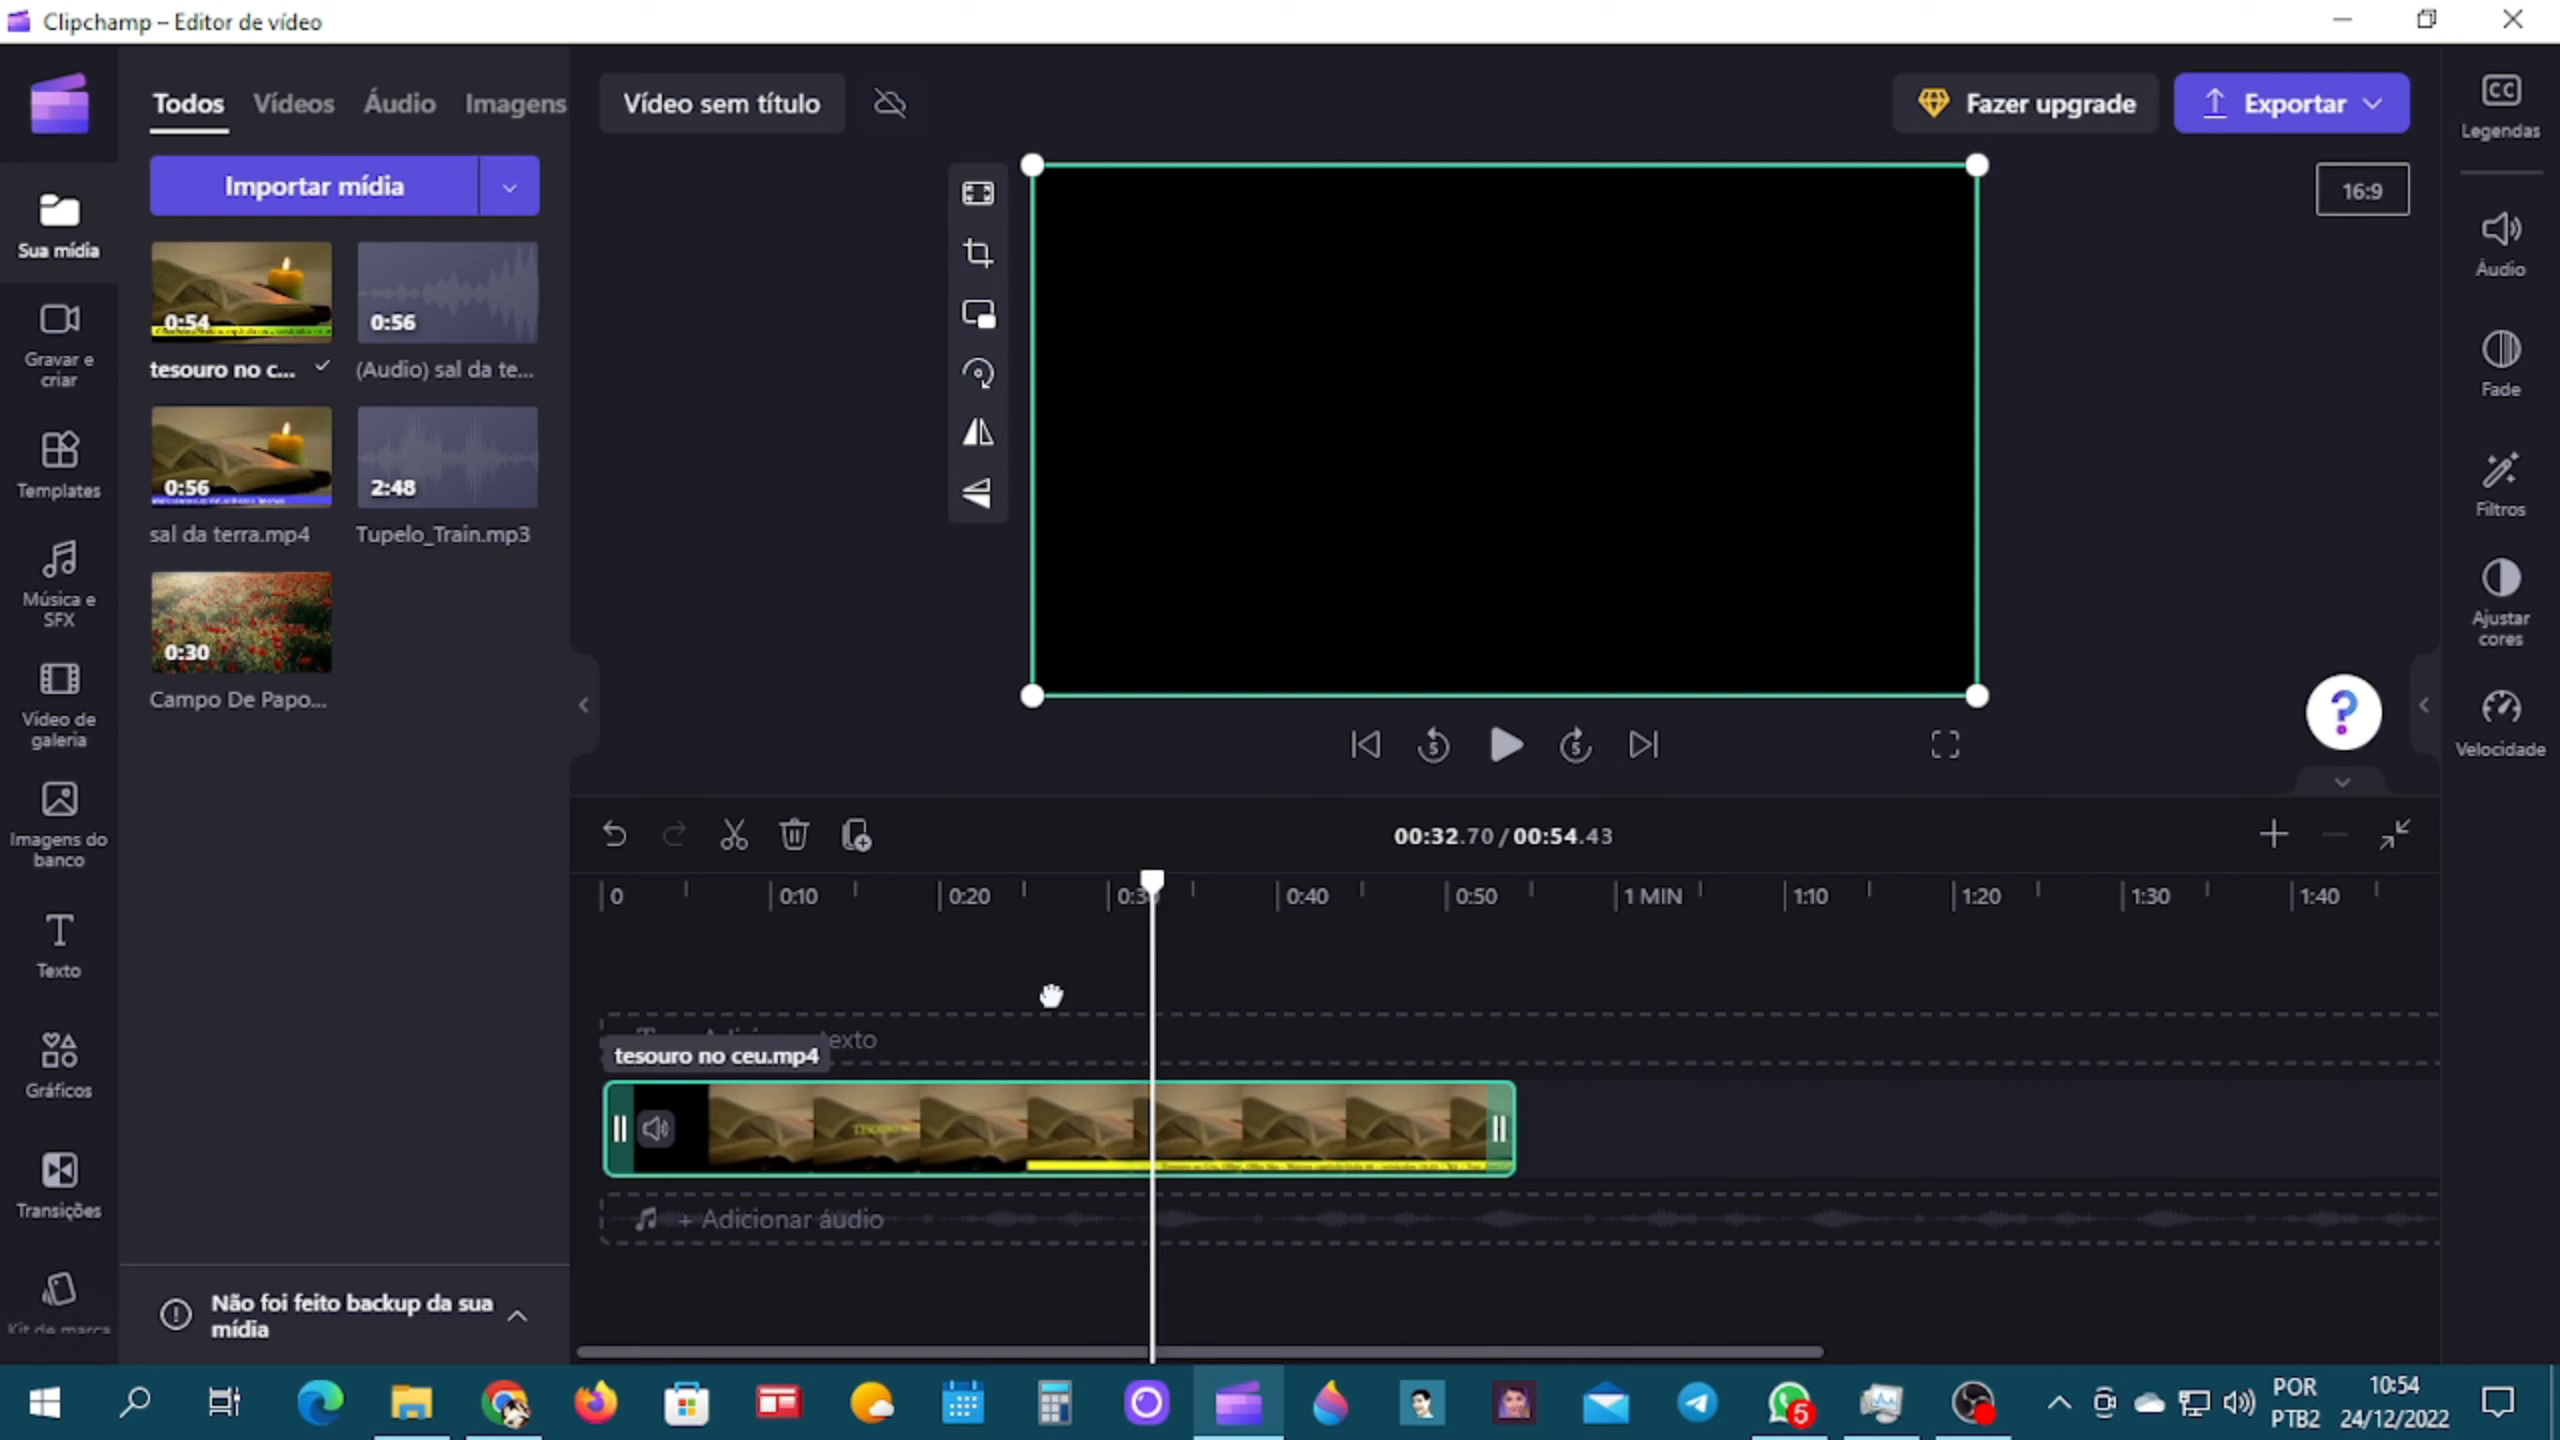 Clipchamp – Editor de vídeo
Todos
Vídeos
Áudio
Imagens
Vídeo sem título
Fazer upgrade
Exportar
Importar mídia
16:9
Sua mídia
Gravar e
criar
Templates
Música e
SFX
Vídeo de
galeria
Imagens do
banco
Texto
Gráficos
Transições
Kit de marca
0:54
tesouro no c...
0:56
(Audio) sal da te...
0:56
sal da terra.mp4
2:48
Tupelo_Train.mp3
0:30
Campo De Papo...
CC
Legendas
Áudio
Fade
Filtros
Ajustar
cores
Velocidade
?
5
5
00:32.70 / 00:54.43
0
0:10
0:20
0:30
0:40
0:50
1 MIN
1:10
1:20
1:30
1:40
exto
tesouro no ceu.mp4
+ Adicionar áudio
Não foi feito backup da sua
mídia
5
POR
PTB2
10:54
24/12/2022